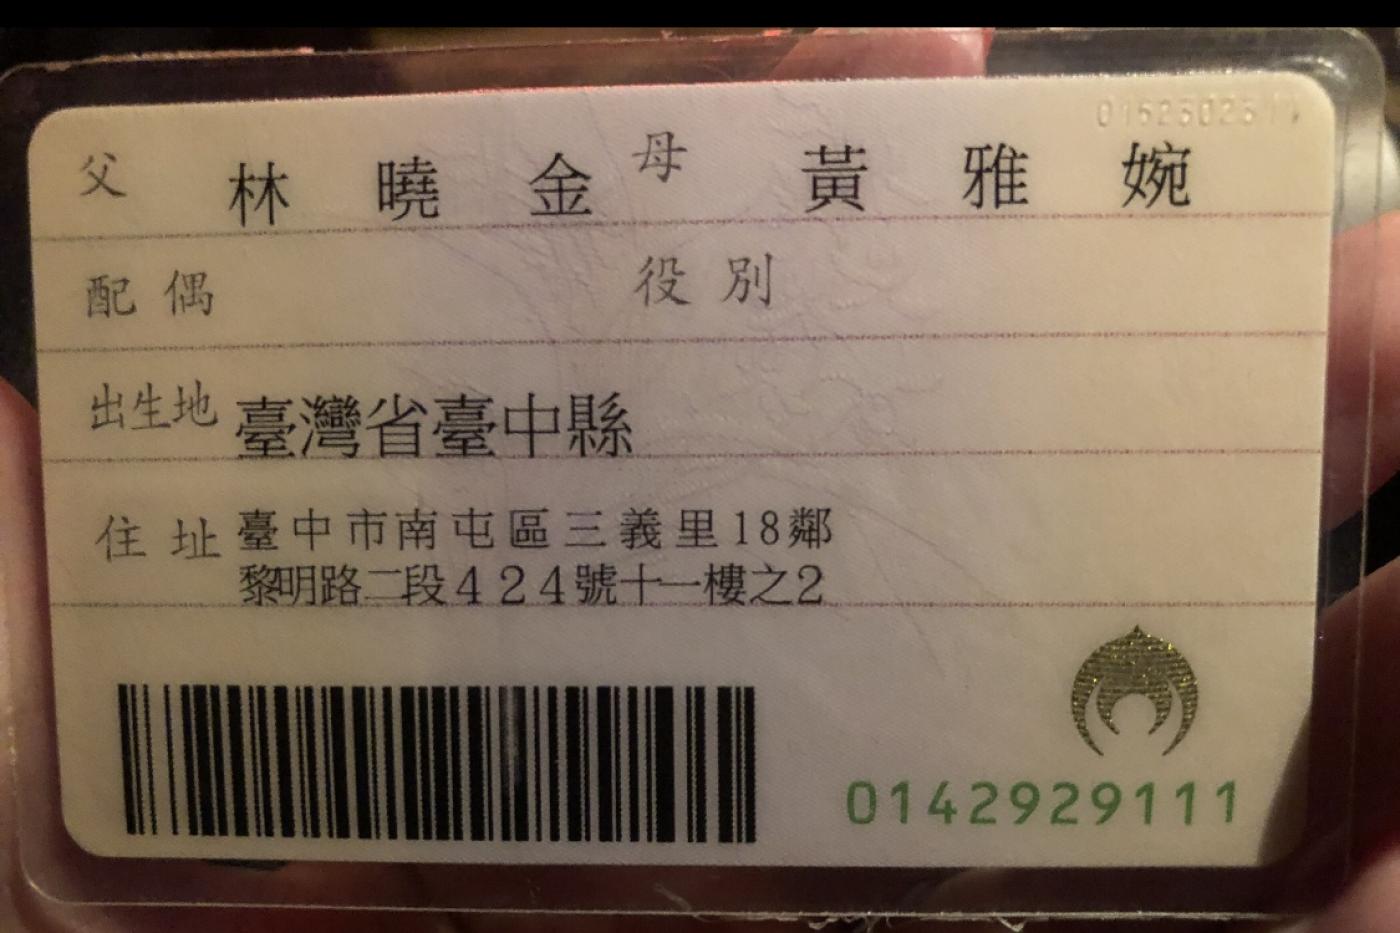 父 林曉金 母 黃雅婉
配偶 役別
出生地 臺灣省臺中縣
住址 臺中市南屯區三義里18鄰
黎明路二段424號十一樓之2
0142929111